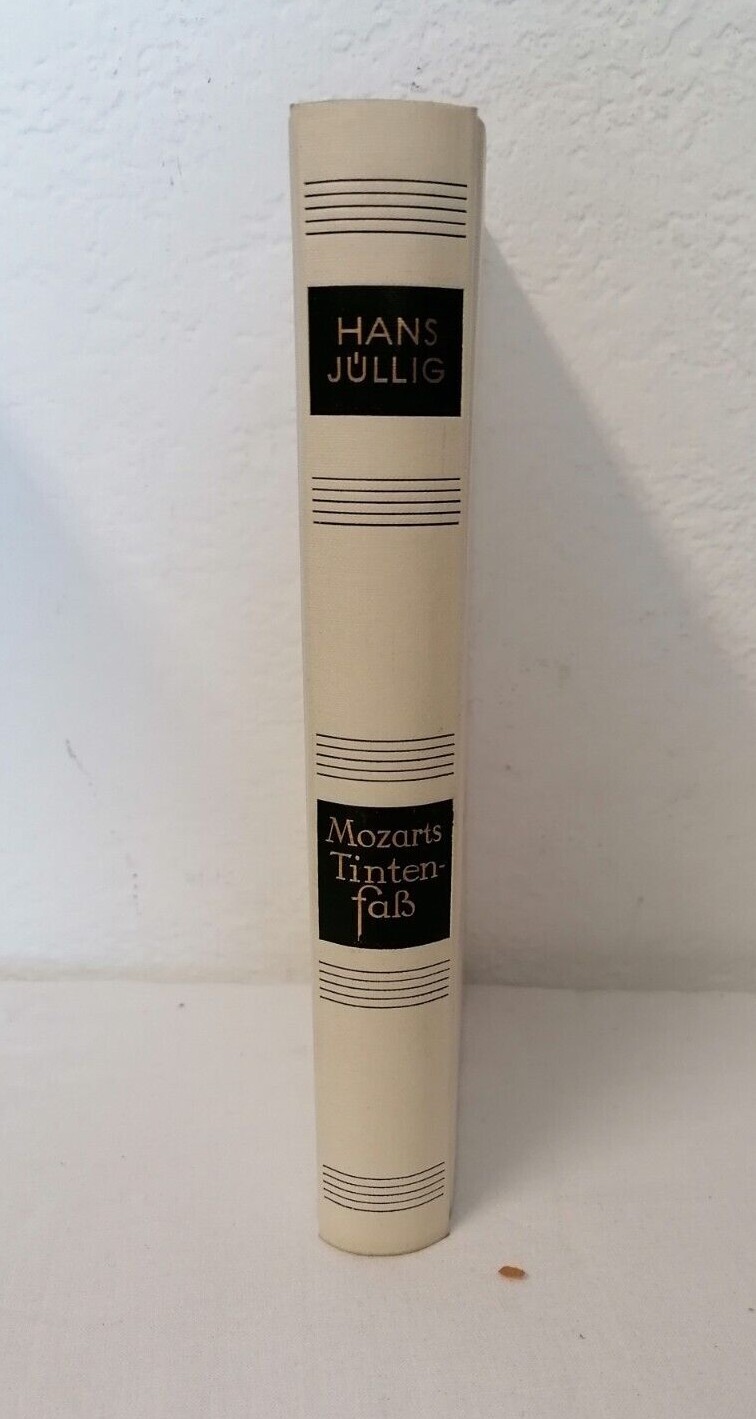 HANS
JÜLLIG
Mozarts
Tinten-
faß